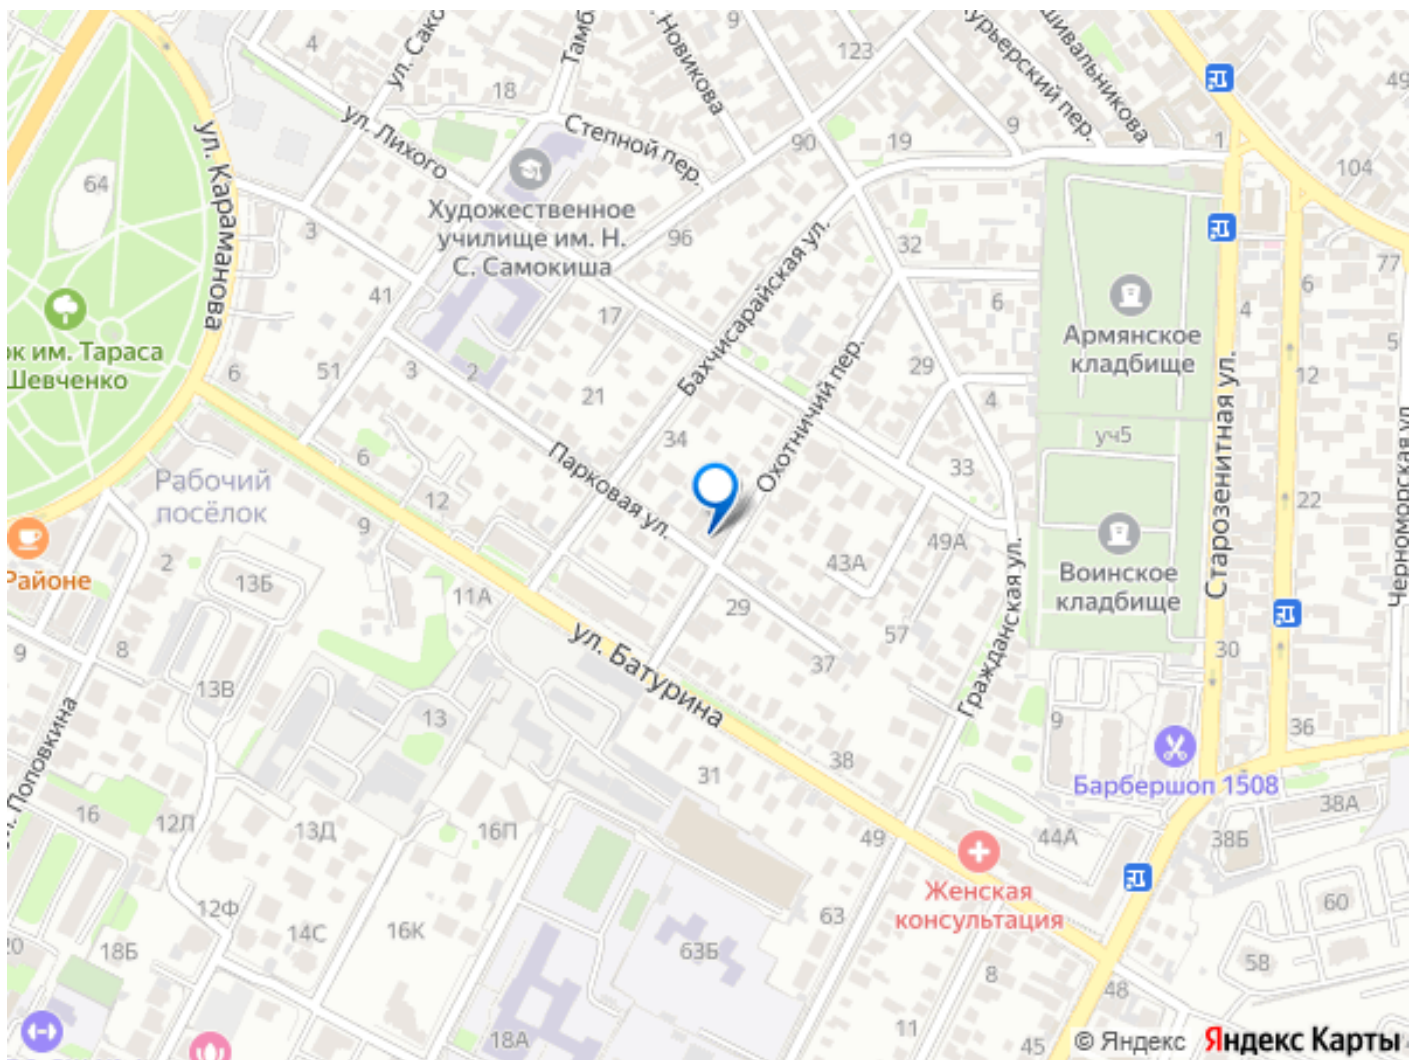 4
ул. Сако
Тамб
Новикова
9
123
урьерский пер.
шивальникова
49
18
ул. Лихого
Степной пер.
90
19
9
1
104
64
ул. Караманова
3
Художественное
училище им. Н.
С. Самокиша
96
32
77
41
17
6
4
6
Армянское
кладбище
ок им. Тараса
Шевченко
6
51
3
2
21
Бахчисарайская ул.
Охотничий пер.
29
4
5
12
34
уч5
Старозенитная ул.
Черноморская ул
Рабочий
посёлок
6
12
9
Парковая ул.
33
22
Районе
2
13Б
11А
43А
49А
Воинское
кладбище
29
57
37
Гражданская ул.
30
9
8
13В
ул. Батурина
13
9
36
31
38
Барбершоп 1508
л. Поповкина
16
12Л
13Д
16П
49
44А
38А
38Б
Женская
консультация
12Ф
14С
16К
63
63Б
60
58
20
18Б
8
48
18А
11
45
© Яндекс Яндекс Карты